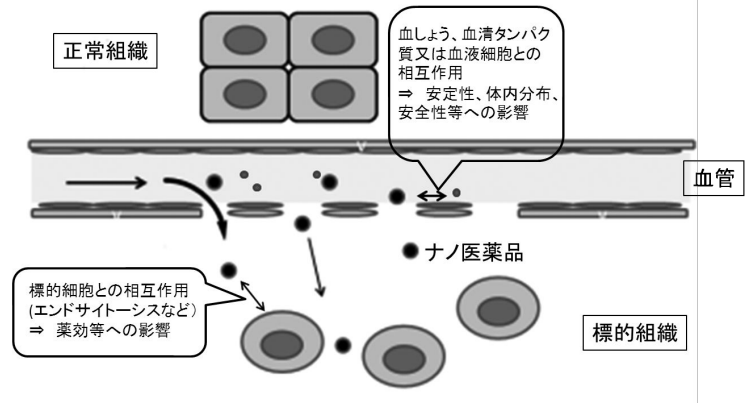 正常組織
血しょう、血清タンパク
質又は血液細胞との
相互作用
⇒ 安定性、体内分布、
安全性等への影響
血管
ナノ医薬品
標的細胞との相互作用
(エンドサイトーシスなど)
⇒ 薬効等への影響
標的組織